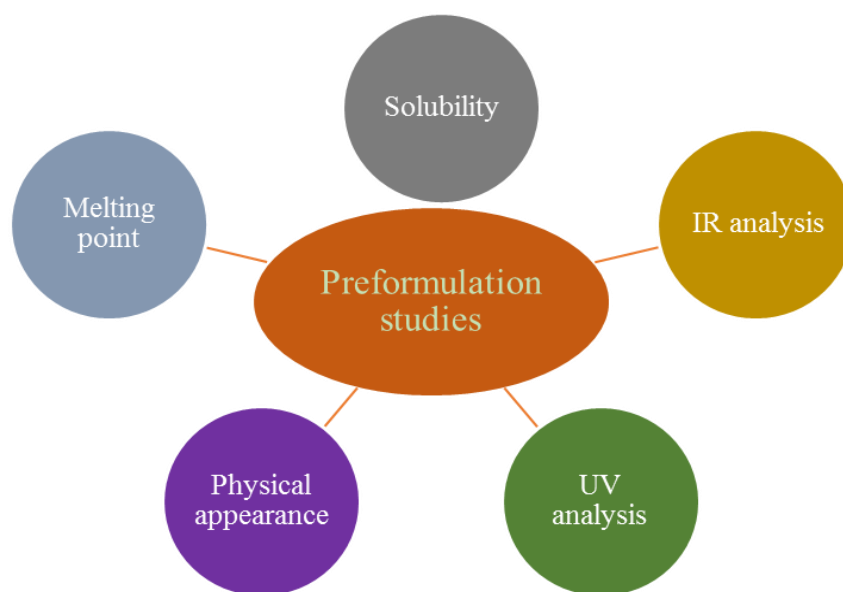 Solubility
Melting
point
IR analysis
Preformulation
studies
Physical
appearance
UV
analysis